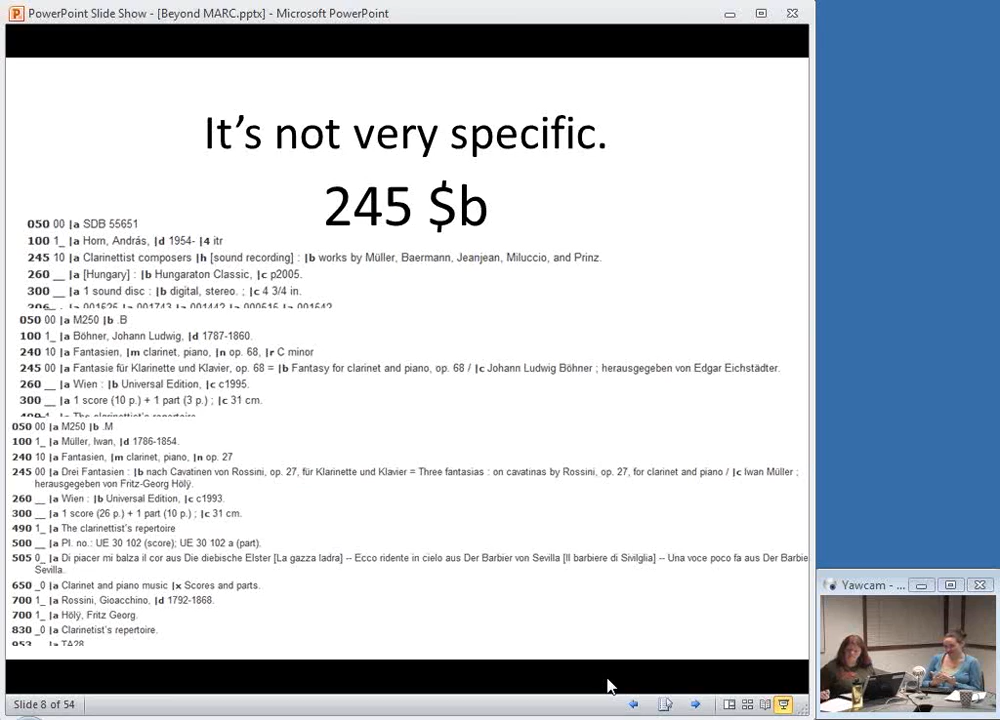 PowerPoint Slide Show - [Beyond MARC.pptx] - Microsoft PowerPoint
It's not very specific.
245 $b
050 00 |a SDB 55651
100 1_ |a Horn, András, |d 1954- |4 itr
245 10 |a Clarinettist composers |h [sound recording] : |b works by Müller, Baermann, Jeanjean, Miluccio, and Prinz.
260 __ |a [Hungary] : |b Hungaraton Classic, |c p2005.
300 __ |a 1 sound disc : |b digital, stereo. ; |c 4 3/4 in.
050 00 |a M250 |b .B
100 1_ |a Böhner, Johann Ludwig, |d 1787-1860.
240 10 |a Fantasien, |m clarinet, piano, |n op. 68, |r C minor
245 00 |a Fantasie für Klarinette und Klavier, op. 68 = |b Fantasy for clarinet and piano, op. 68 / |c Johann Ludwig Böhner ; herausgegeben von Edgar Eichstädter.
260 __ |a Wien : |b Universal Edition, |c c1995.
300 __ |a 1 score (10 p.) + 1 part (3 p.) ; |c 31 cm.
490 1_ |a The clarinettist's repertoire
050 00 |a M250 |b .M
100 1_ |a Müller, Iwan, |d 1786-1854.
240 10 |a Fantasien, |m clarinet, piano, |n op. 27
245 00 |a Drei Fantasien : |b nach Cavatinen von Rossini, op. 27, für Klarinette und Klavier = Three fantasias : on cavatinas by Rossini, op. 27, for clarinet and piano / |c Iwan Müller ;
herausgegeben von Fritz-Georg Hölÿ.
260 __ |a Wien : |b Universal Edition, |c c1993.
300 __ |a 1 score (26 p.) + 1 part (10 p.) ; |c 31 cm.
490 1_ |a The clarinettist's repertoire
500 __ |a Pl. no.: UE 30 102 (score); UE 30 102 a (part).
505 0_ |a Di piacer mi balza il cor aus Die diebische Elster [La gazza ladra] -- Ecco ridente in cielo aus Der Barbier von Sevilla [Il barbiere di Sivilglia] -- Una voce poco fa aus Der Barbie
Sevilla.
650 _0 |a Clarinet and piano music |x Scores and parts.
700 1_ |a Rossini, Gioacchino, |d 1792-1868.
700 1_ |a Hölÿ, Fritz Georg.
830 _0 |a Clarinetist's repertoire.
953 __ |a TA28
Yawcam - ...
Slide 8 of 54